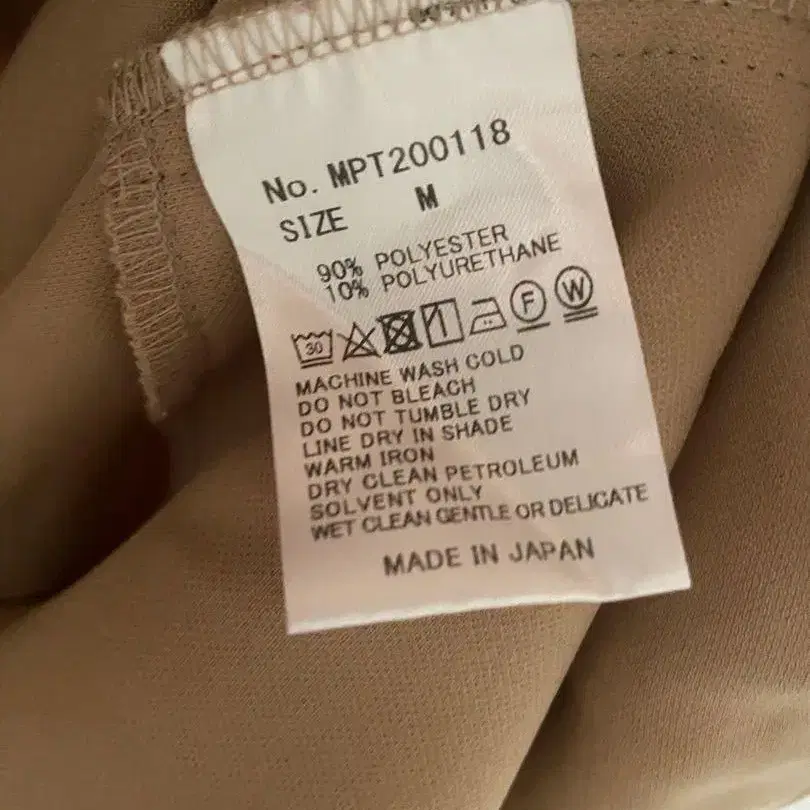 No. MPT200118
SIZE M
90% POLYESTER
10% POLYURETHANE
30 F W
MACHINE WASH COLD
DO NOT BLEACH
DO NOT TUMBLE DRY
LINE DRY IN SHADE
WARM IRON
DRY CLEAN PETROLEUM
SOLVENT ONLY
WET CLEAN GENTLE OR DELICATE
MADE IN JAPAN